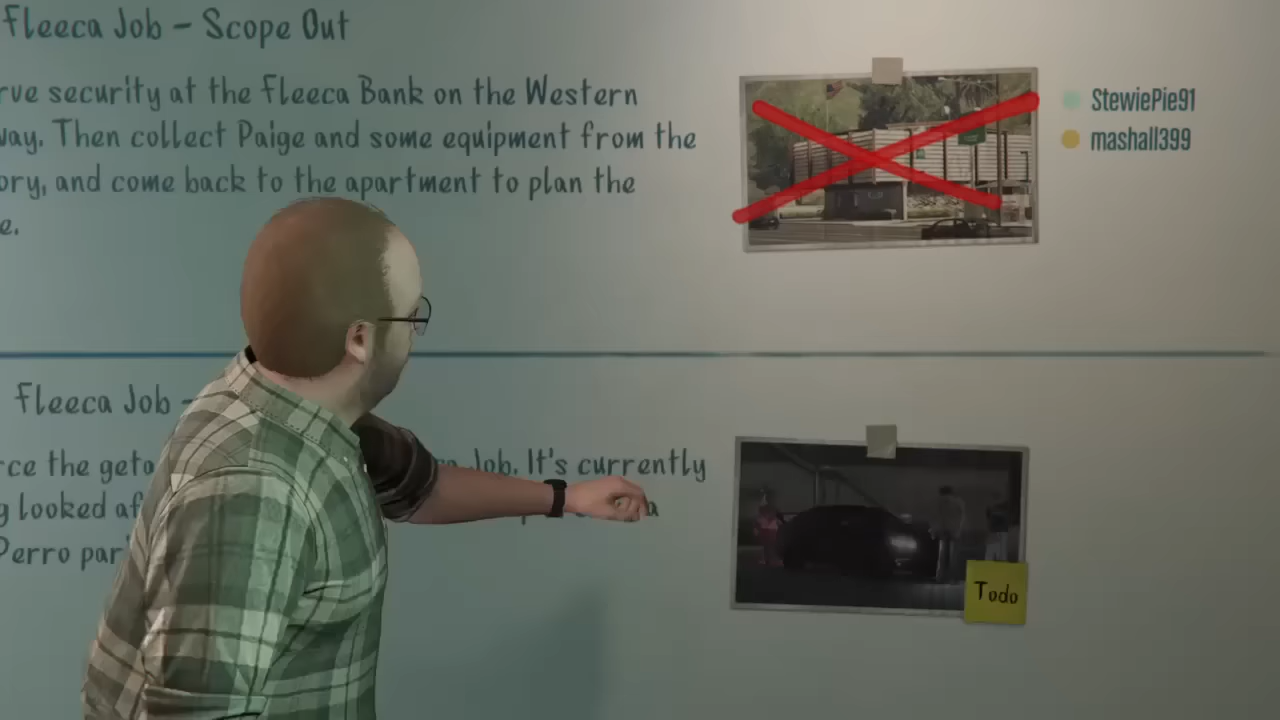 Fleeca Job - Scope Out
rve security at the Fleeca Bank on the Western
way. Then collect Paige and some equipment from the
ory, and come back to the apartment to plan the
e.
StewiePie91
mashall399
Fleeca Job -
rce the geta Job. It's currently
g looked af a
Perro par
Todo